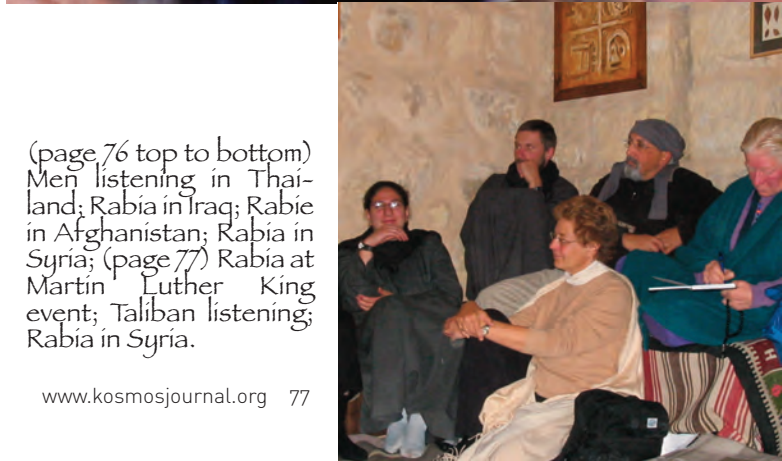 (page 76 top to bottom)
Men listening in Thai-
land; Rabia in Iraq; Rabie
in Afghanistan; Rabia in
Syria; (page 77) Rabia at
Martin Luther King
event; Taliban listening;
Rabia in Syria.
www.kosmosjournal.org 77